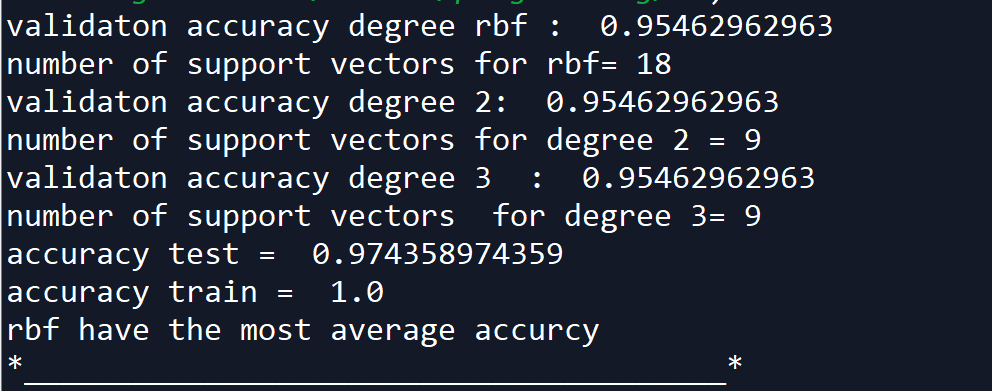 validaton accuracy degree rbf :  0.95462962963
number of support vectors for rbf= 18
validaton accuracy degree 2:  0.95462962963
number of support vectors for degree 2 = 9
validaton accuracy degree 3  :  0.95462962963
number of support vectors  for degree 3= 9
accuracy test =  0.974358974359
accuracy train =  1.0
rbf have the most average accurcy
*_______________________________________*